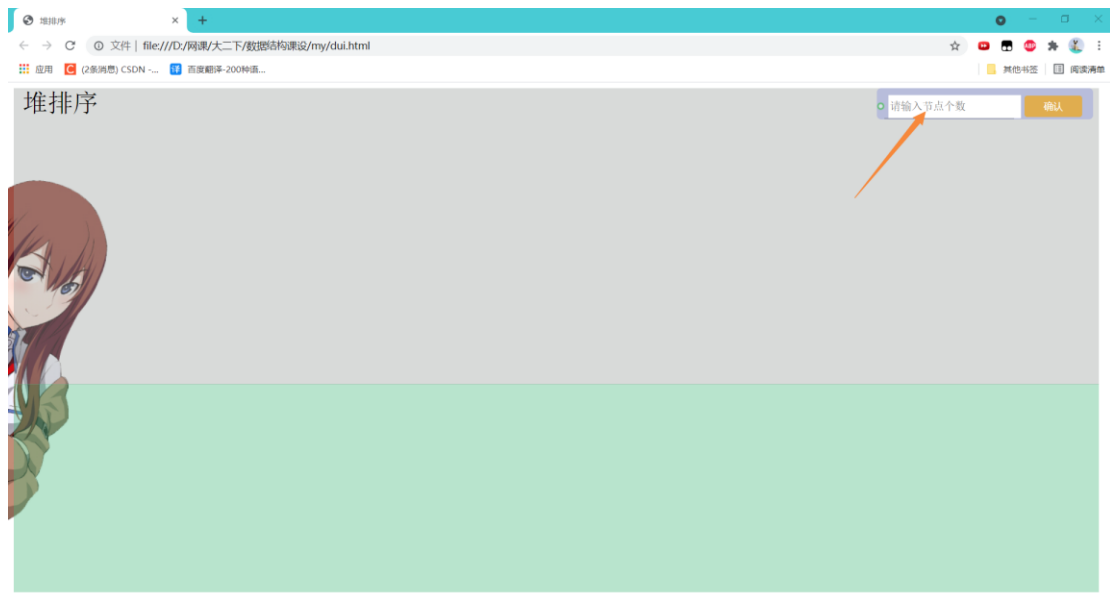 堆排序
文件 | file:///D:/网课/大二下/数据结构课设/my/dui.html
应用 C (2条消息) CSDN -... 译 百度翻译-200种语... 其他书签 阅读清单
堆排序 请输入节点个数 确认